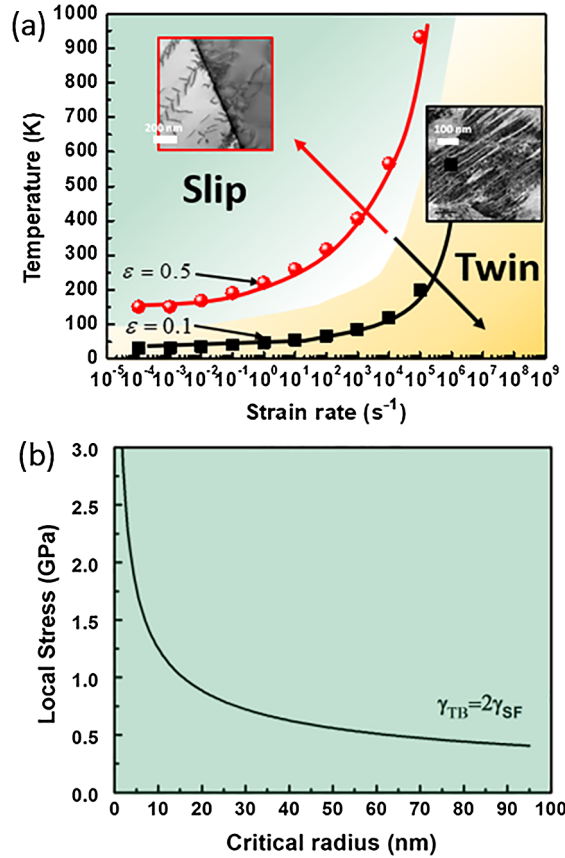 (a)
1000
900
800
700
600
500
400
300
200
100
0
Temperature (K)
200 nm
100 nm
Slip
Twin
ε = 0.5
ε = 0.1
10⁻⁵ 10⁻⁴ 10⁻³ 10⁻² 10⁻¹ 10⁰ 10¹ 10² 10³ 10⁴ 10⁵ 10⁶ 10⁷ 10⁸ 10⁹
Strain rate (s⁻¹)
(b)
3.0
2.5
2.0
1.5
1.0
0.5
0.0
Local Stress (GPa)
γTB=2γSF
0 10 20 30 40 50 60 70 80 90 100
Critical radius (nm)